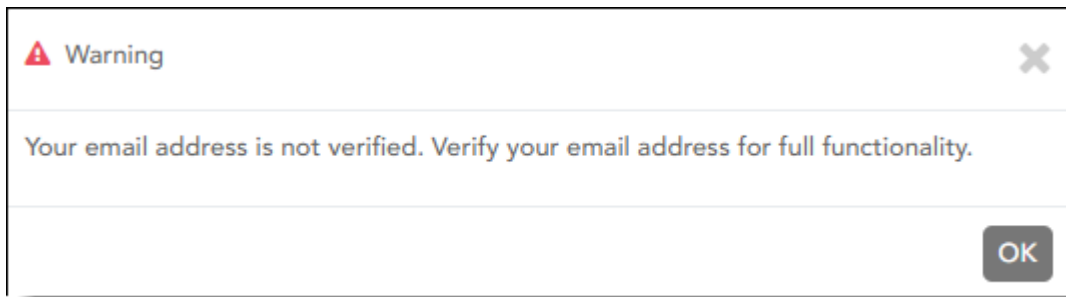 Warning
Your email address is not verified. Verify your email address for full functionality.
OK